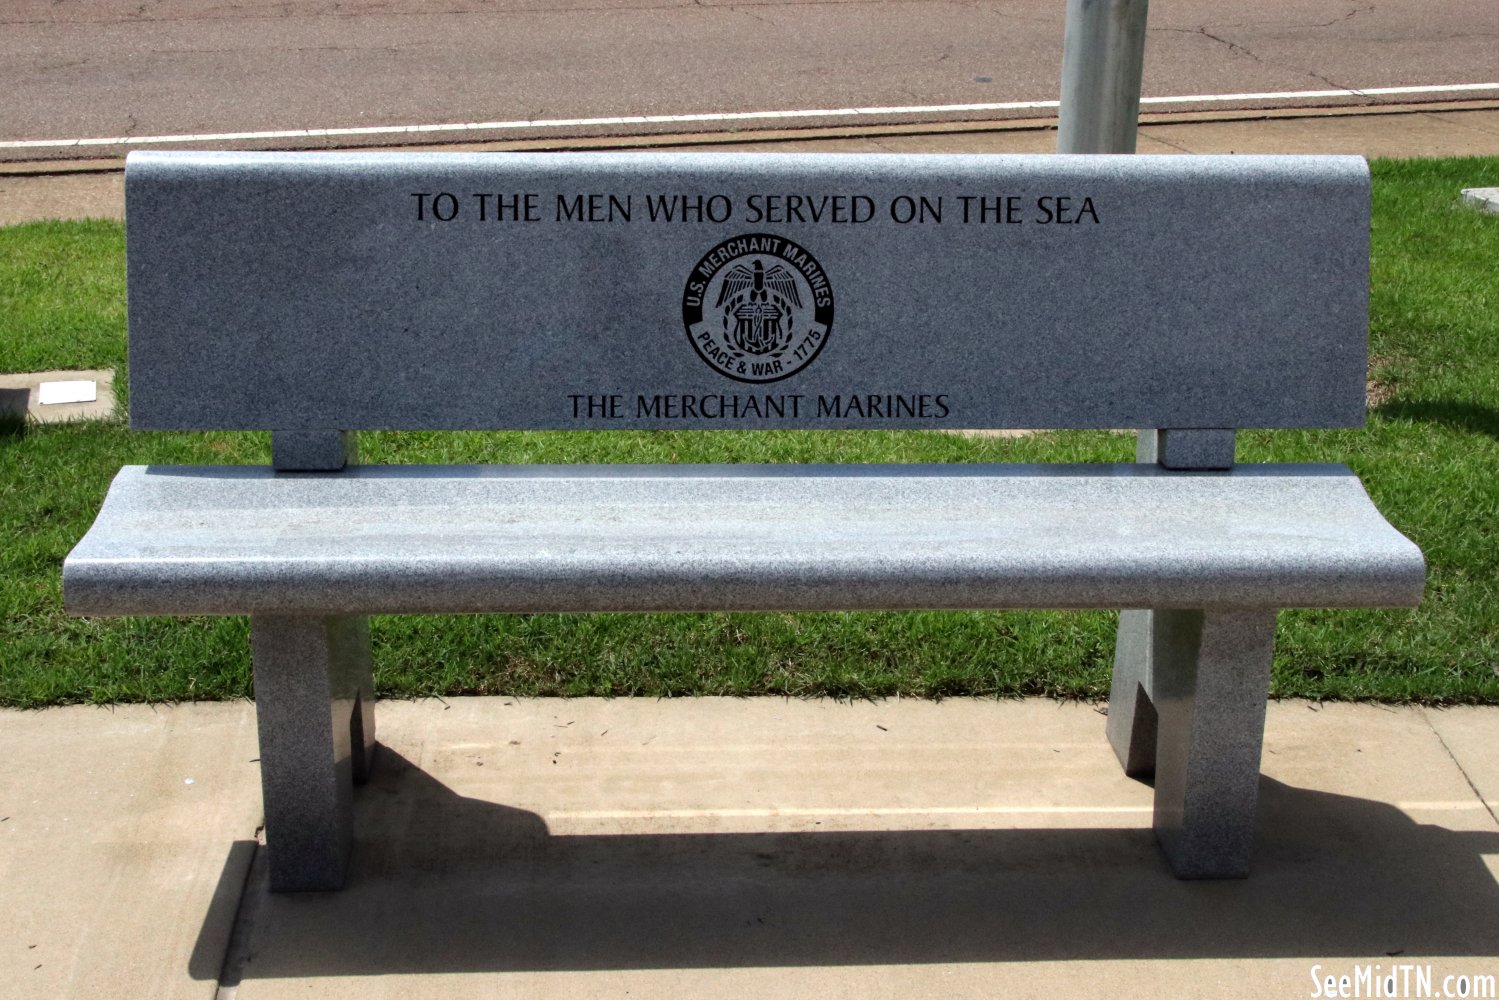 TO THE MEN WHO SERVED ON THE SEA
U.S. MERCHANT MARINES
PEACE & WAR - 1775
THE MERCHANT MARINES
SeeMidTN.com